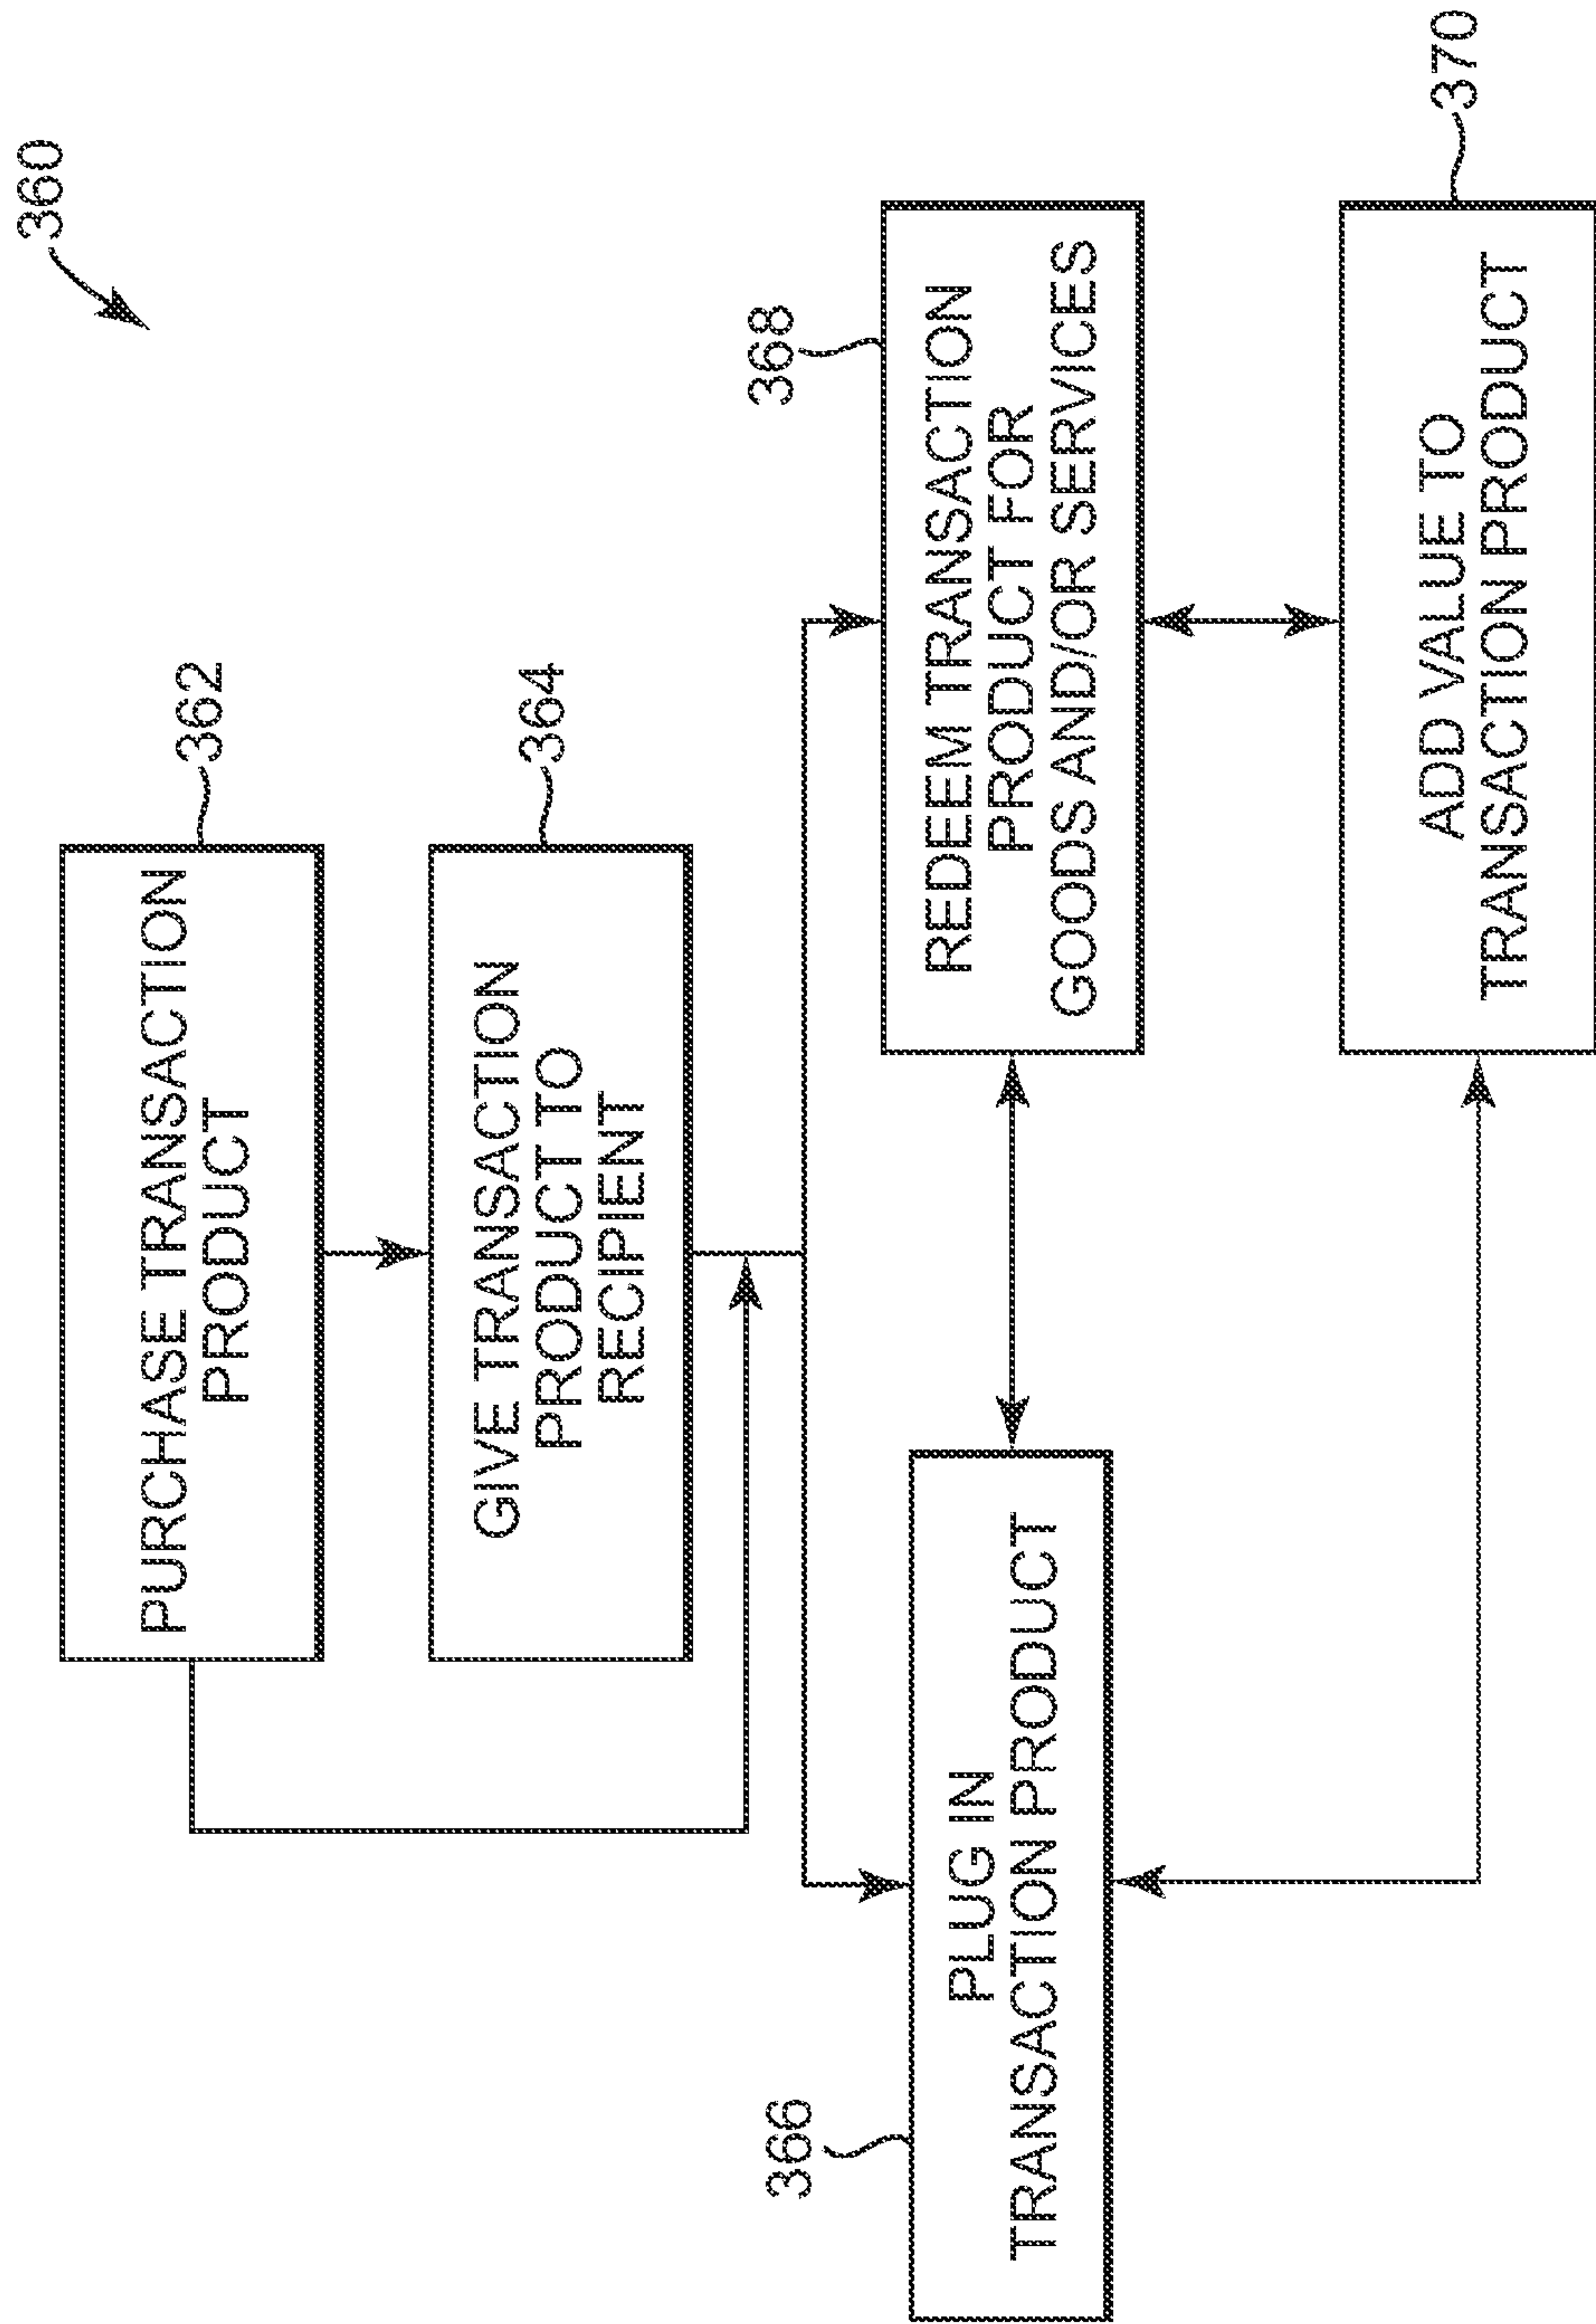 360
362
PURCHASE TRANSACTION
PRODUCT
364
GIVE TRANSACTION
PRODUCT TO
RECIPIENT
366
PLUG IN
TRANSACTION PRODUCT
368
REDEEM TRANSACTION
PRODUCT FOR
GOODS AND/OR SERVICES
370
ADD VALUE TO
TRANSACTION PRODUCT